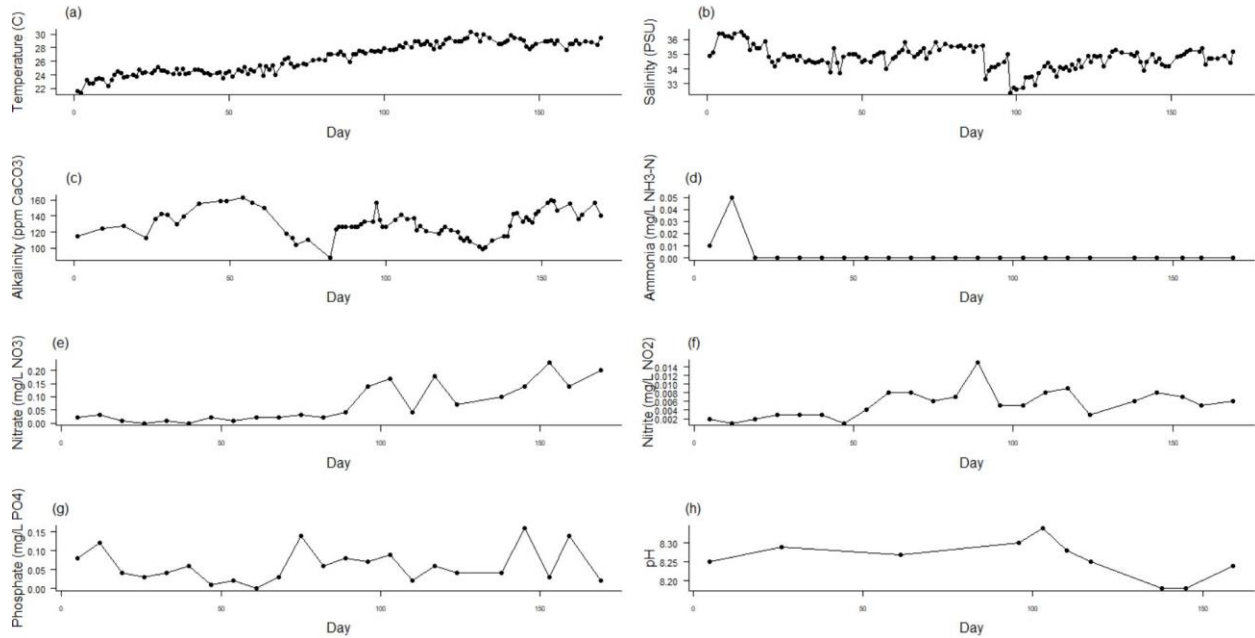 (a)
Temperature (C)
30
28
26
24
22
0
50
100
150
Day
(b)
Salinity (PSU)
36
35
34
33
0
50
100
150
Day
(c)
Alkalinity (ppm CaCO3)
160
140
120
100
0
50
100
150
Day
(d)
Ammonia (mg/L NH3-N)
0.05
0.04
0.03
0.02
0.01
0.00
0
50
100
150
Day
(e)
Nitrate (mg/L NO3)
0.20
0.15
0.10
0.05
0.00
0
50
100
150
Day
(f)
Nitrite (mg/L NO2)
0.014
0.012
0.010
0.008
0.006
0.004
0.002
0
50
100
150
Day
(g)
Phosphate (mg/L PO4)
0.15
0.10
0.05
0.00
0
50
100
150
Day
(h)
pH
8.30
8.25
8.20
0
50
100
150
Day